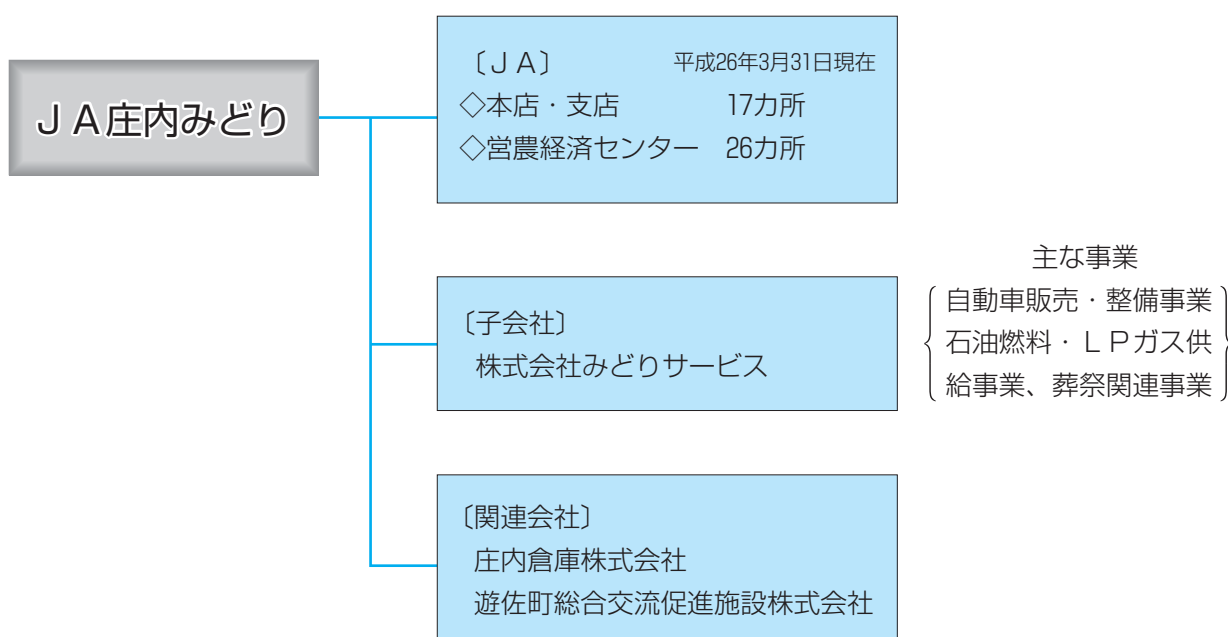 ＪＡ庄内みどり
〔ＪＡ〕 平成26年3月31日現在
◇本店・支店 17カ所
◇営農経済センター 26カ所
〔子会社〕
株式会社みどりサービス
主な事業
自動車販売・整備事業
石油燃料・ＬＰガス供
給事業、葬祭関連事業
〔関連会社〕
庄内倉庫株式会社
遊佐町総合交流促進施設株式会社